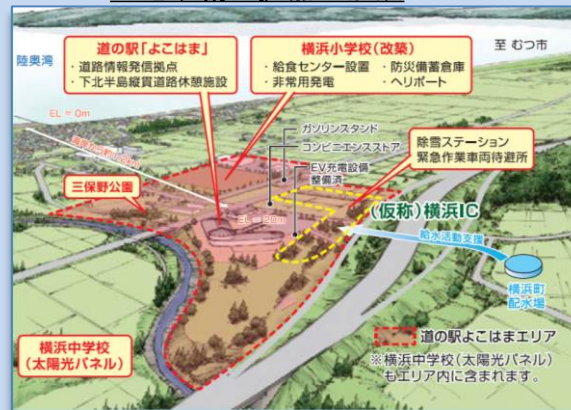 道の駅「よこはま」
・道路情報発信拠点
・下北半島縦貫道路休憩施設
横浜小学校(改築)
・給食センター設置 ・防災備蓄倉庫
・非常用発電 ・ヘリポート
至 むつ市
陸奥湾
EL = 0m
ガソリンスタンド
コンビニエンスストア
EV充電設備
整備済
除雪ステーション
緊急作業車両待避所
三保野公園
EL = 20m
(仮称)横浜IC
給水活動支援
横浜町
配水場
横浜中学校
(太陽光パネル)
道の駅よこはまエリア
※横浜中学校(太陽光パネル)
もエリア内に含まれます。